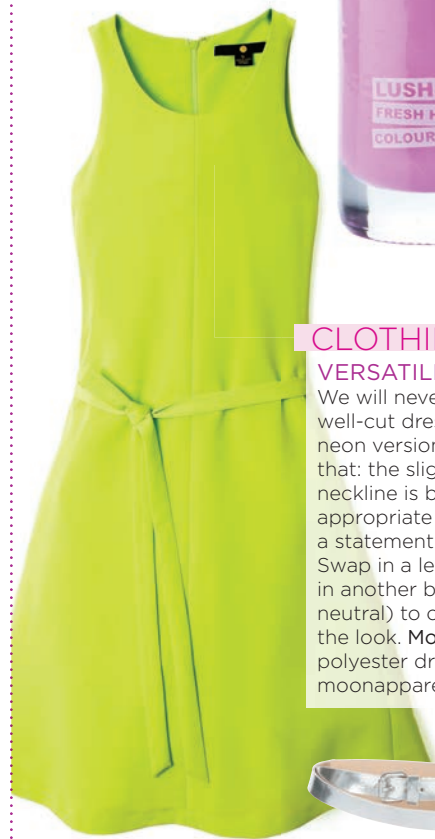 LUSH
FRESH H
COLOUR
CLOTHI
VERSATIL
We will neve
well-cut dre
neon version
that: the slig
neckline is b
appropriate
a statement
Swap in a le
in another b
neutral) to c
the look. Mo
polyester dr
moonappare